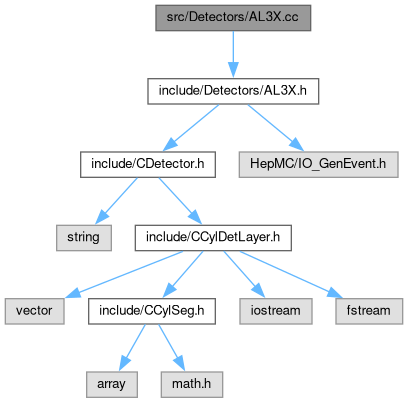 src/Detectors/AL3X.cc
include/Detectors/AL3X.h
include/CDetector.h
HepMC/IO_GenEvent.h
string
include/CCylDetLayer.h
vector
include/CCylSeg.h
iostream
fstream
array
math.h